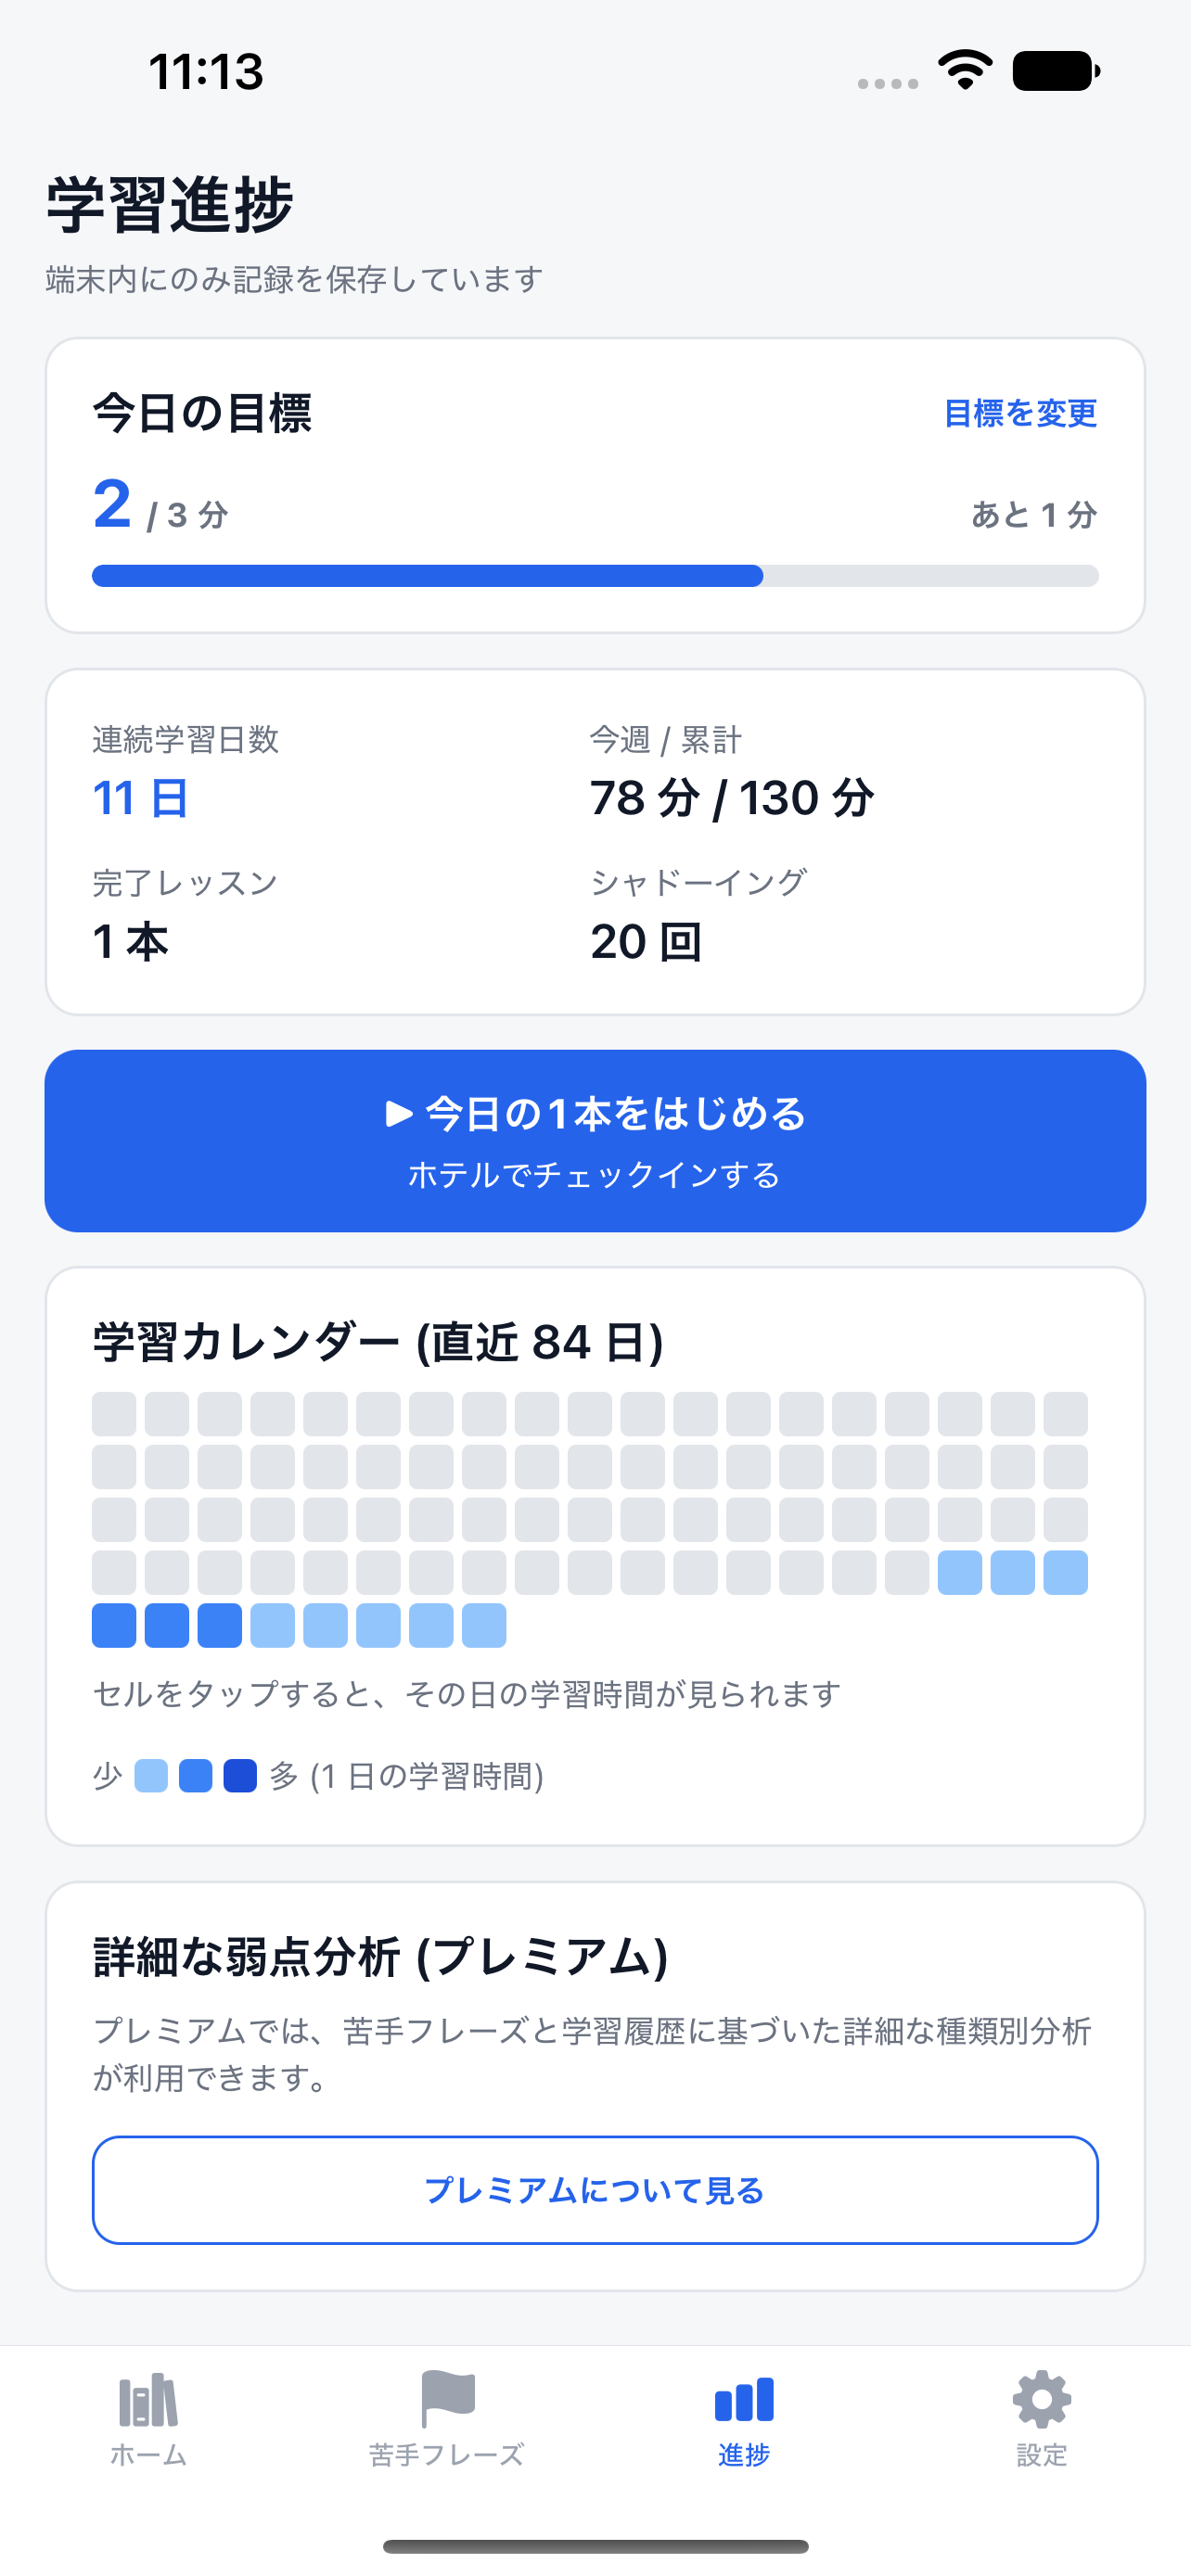 11:13
学習進捗
端末内にのみ記録を保存しています
今日の目標
目標を変更
2 / 3 分
あと 1 分
連続学習日数
今週 / 累計
11 日
78 分 / 130 分
完了レッスン
シャドーイング
1 本
20 回
今日の1本をはじめる
ホテルでチェックインする
学習カレンダー (直近 84 日)
セルをタップすると、その日の学習時間が見られます
少 多 (1 日の学習時間)
詳細な弱点分析 (プレミアム)
プレミアムでは、苦手フレーズと学習履歴に基づいた詳細な種類別分析
が利用できます。
プレミアムについて見る
ホーム
苦手フレーズ
進捗
設定